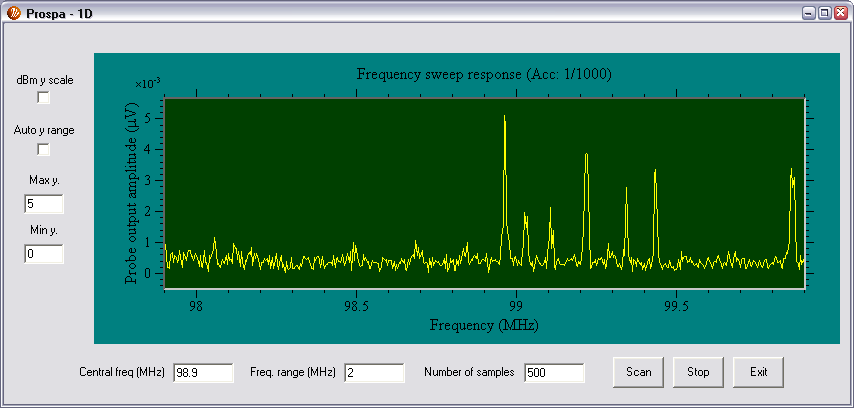 Prospa - 1D
dBm y scale
Auto y range
Max y.
5
Min y.
0
Frequency sweep response (Acc: 1/1000)
×10⁻³
Probe output amplitude (µV)
5
4
3
2
1
0
98
98.5
99
99.5
Frequency (MHz)
Central freq (MHz) 98.9 Freq. range (MHz) 2 Number of samples 500 Scan Stop Exit